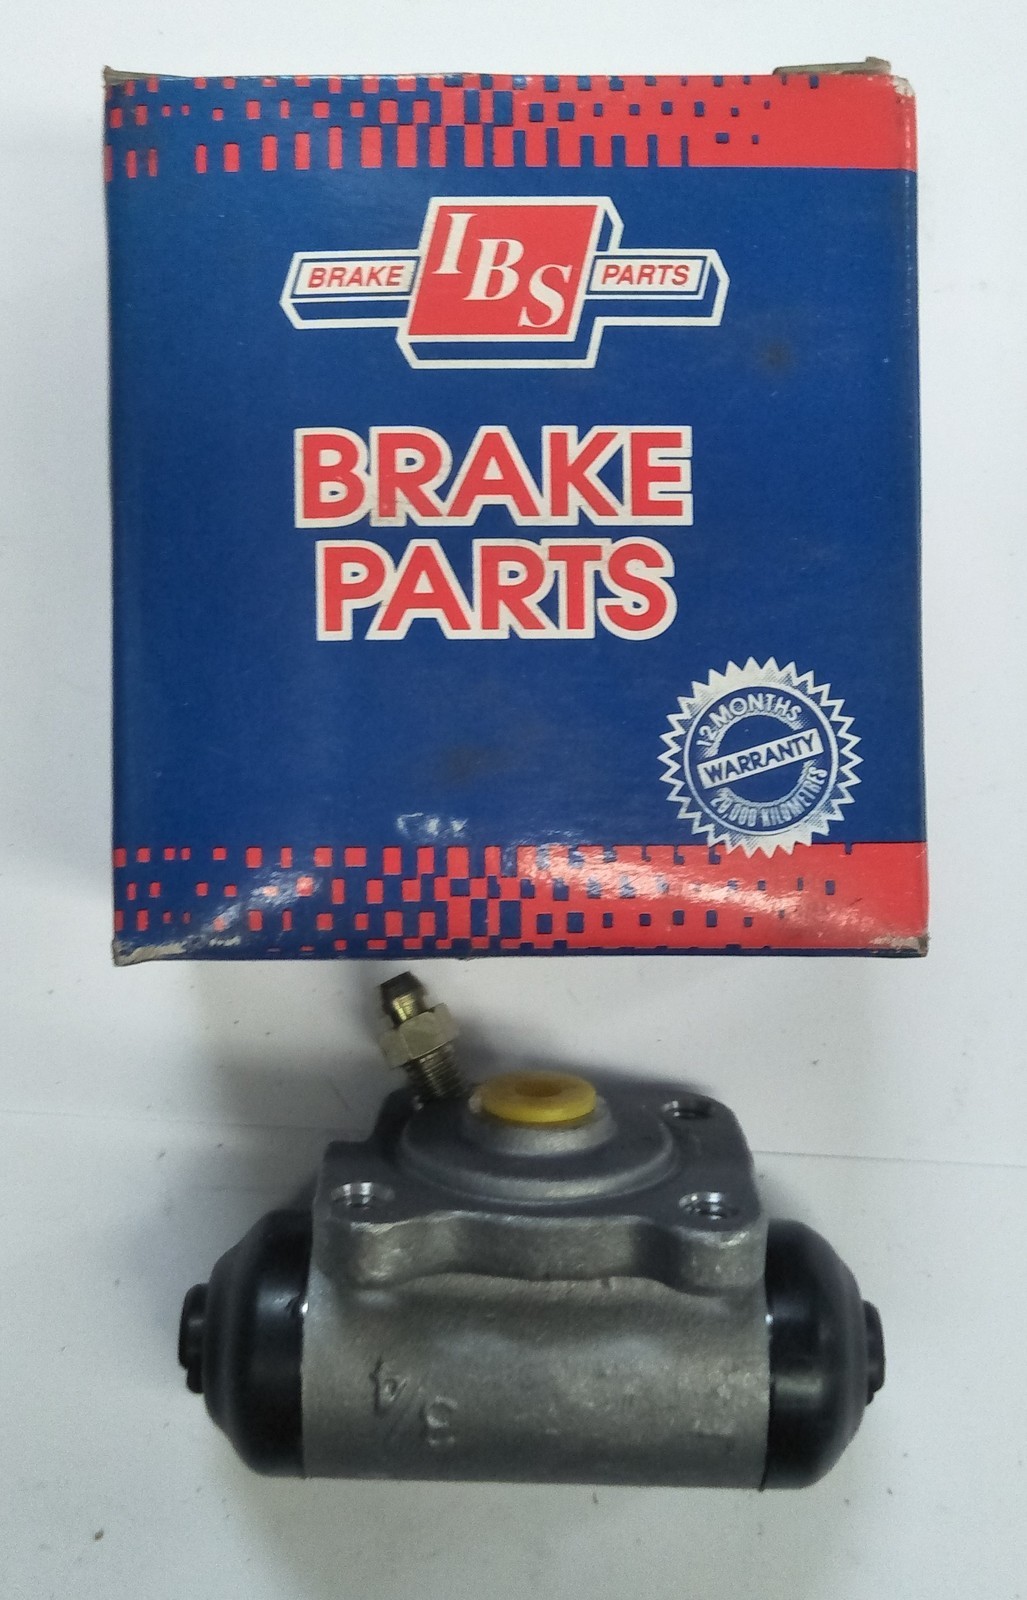 BRAKE IBS PARTS
BRAKE
PARTS
12 MONTHS
WARRANTY
20,000 KILOMETRES
3/4